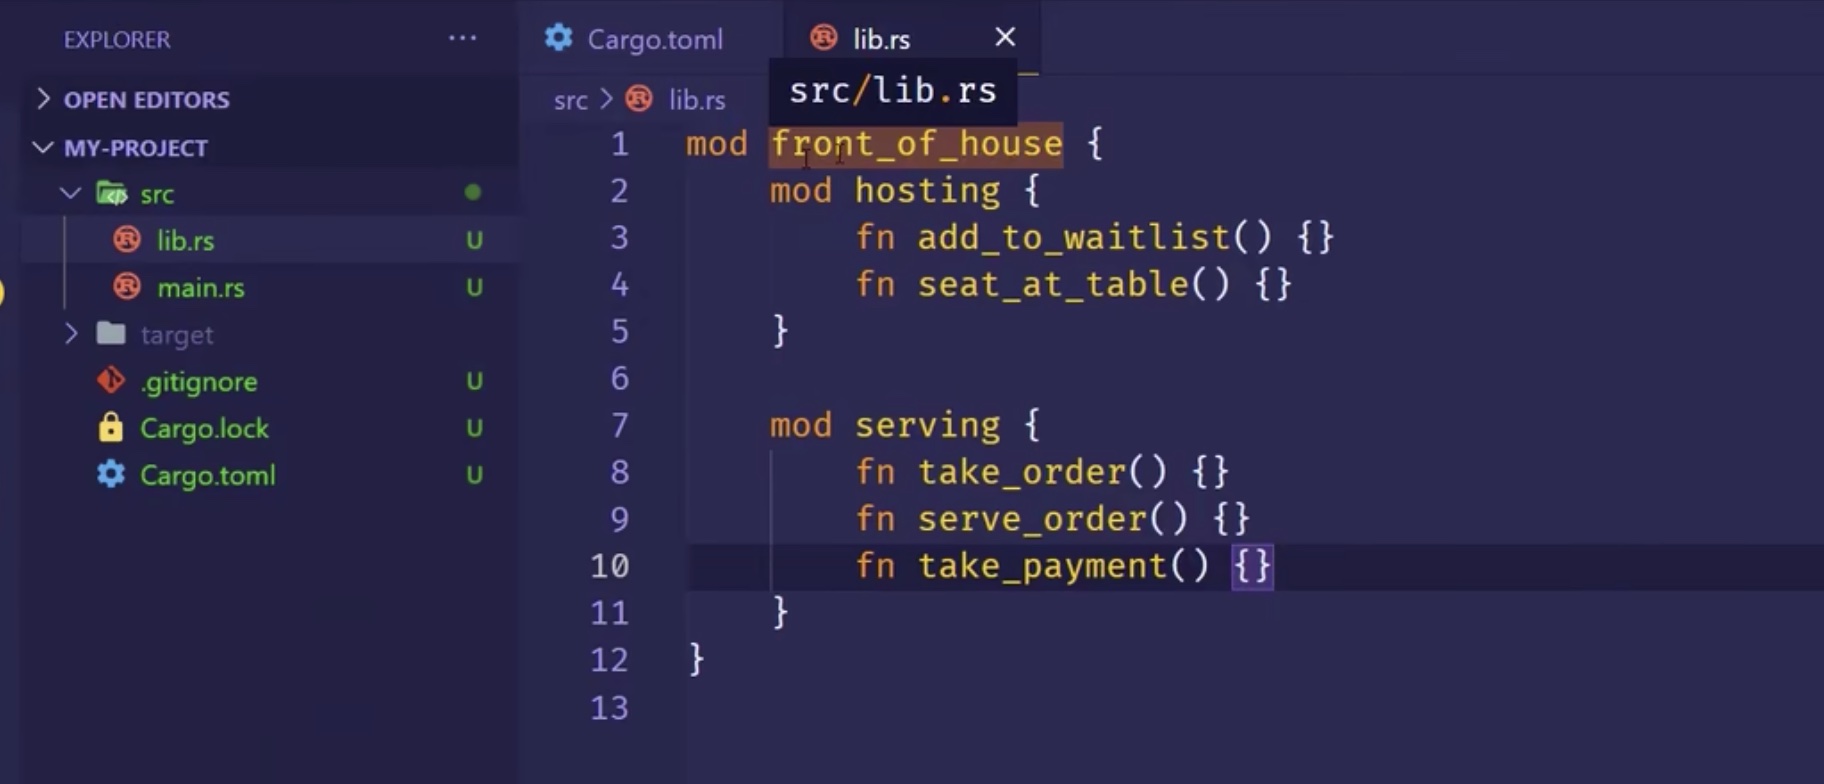 EXPLORER ···
OPEN EDITORS
MY-PROJECT
src
lib.rs U
main.rs U
target
.gitignore U
Cargo.lock U
Cargo.toml U
Cargo.toml
lib.rs ×
src > lib.rs
src/lib.rs
1 mod front_of_house {
2     mod hosting {
3         fn add_to_waitlist() {}
4         fn seat_at_table() {}
5     }
6
7     mod serving {
8         fn take_order() {}
9         fn serve_order() {}
10         fn take_payment() {}
11     }
12 }
13